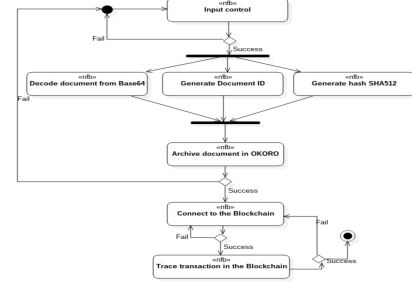 «nfb»
Input control
Fail
Success
«nfb»
Decode document from Base64
«nfb»
Generate Document ID
«nfb»
Generate hash SHA512
Fail
«nfb»
Archive document in OKORO
Success
«nfb»
Connect to the Blockchain
Fail
Fail
Success
«nfb»
Trace transaction in the Blockchain
Success